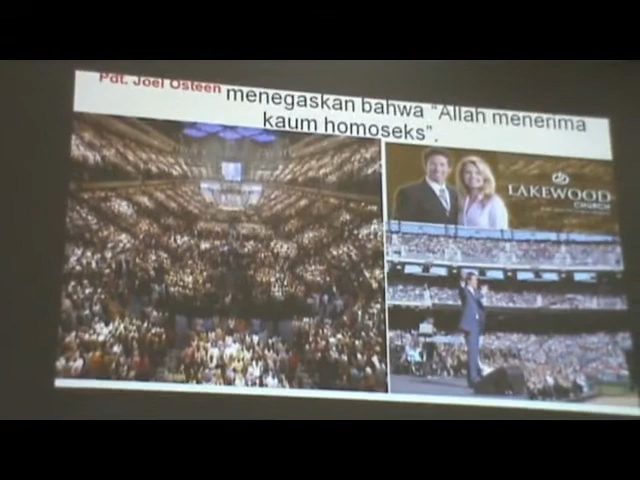 Pdt. Joel Osteen menegaskan bahwa "Allah menerima
kaum homoseks".
LAKEWOOD
CHURCH